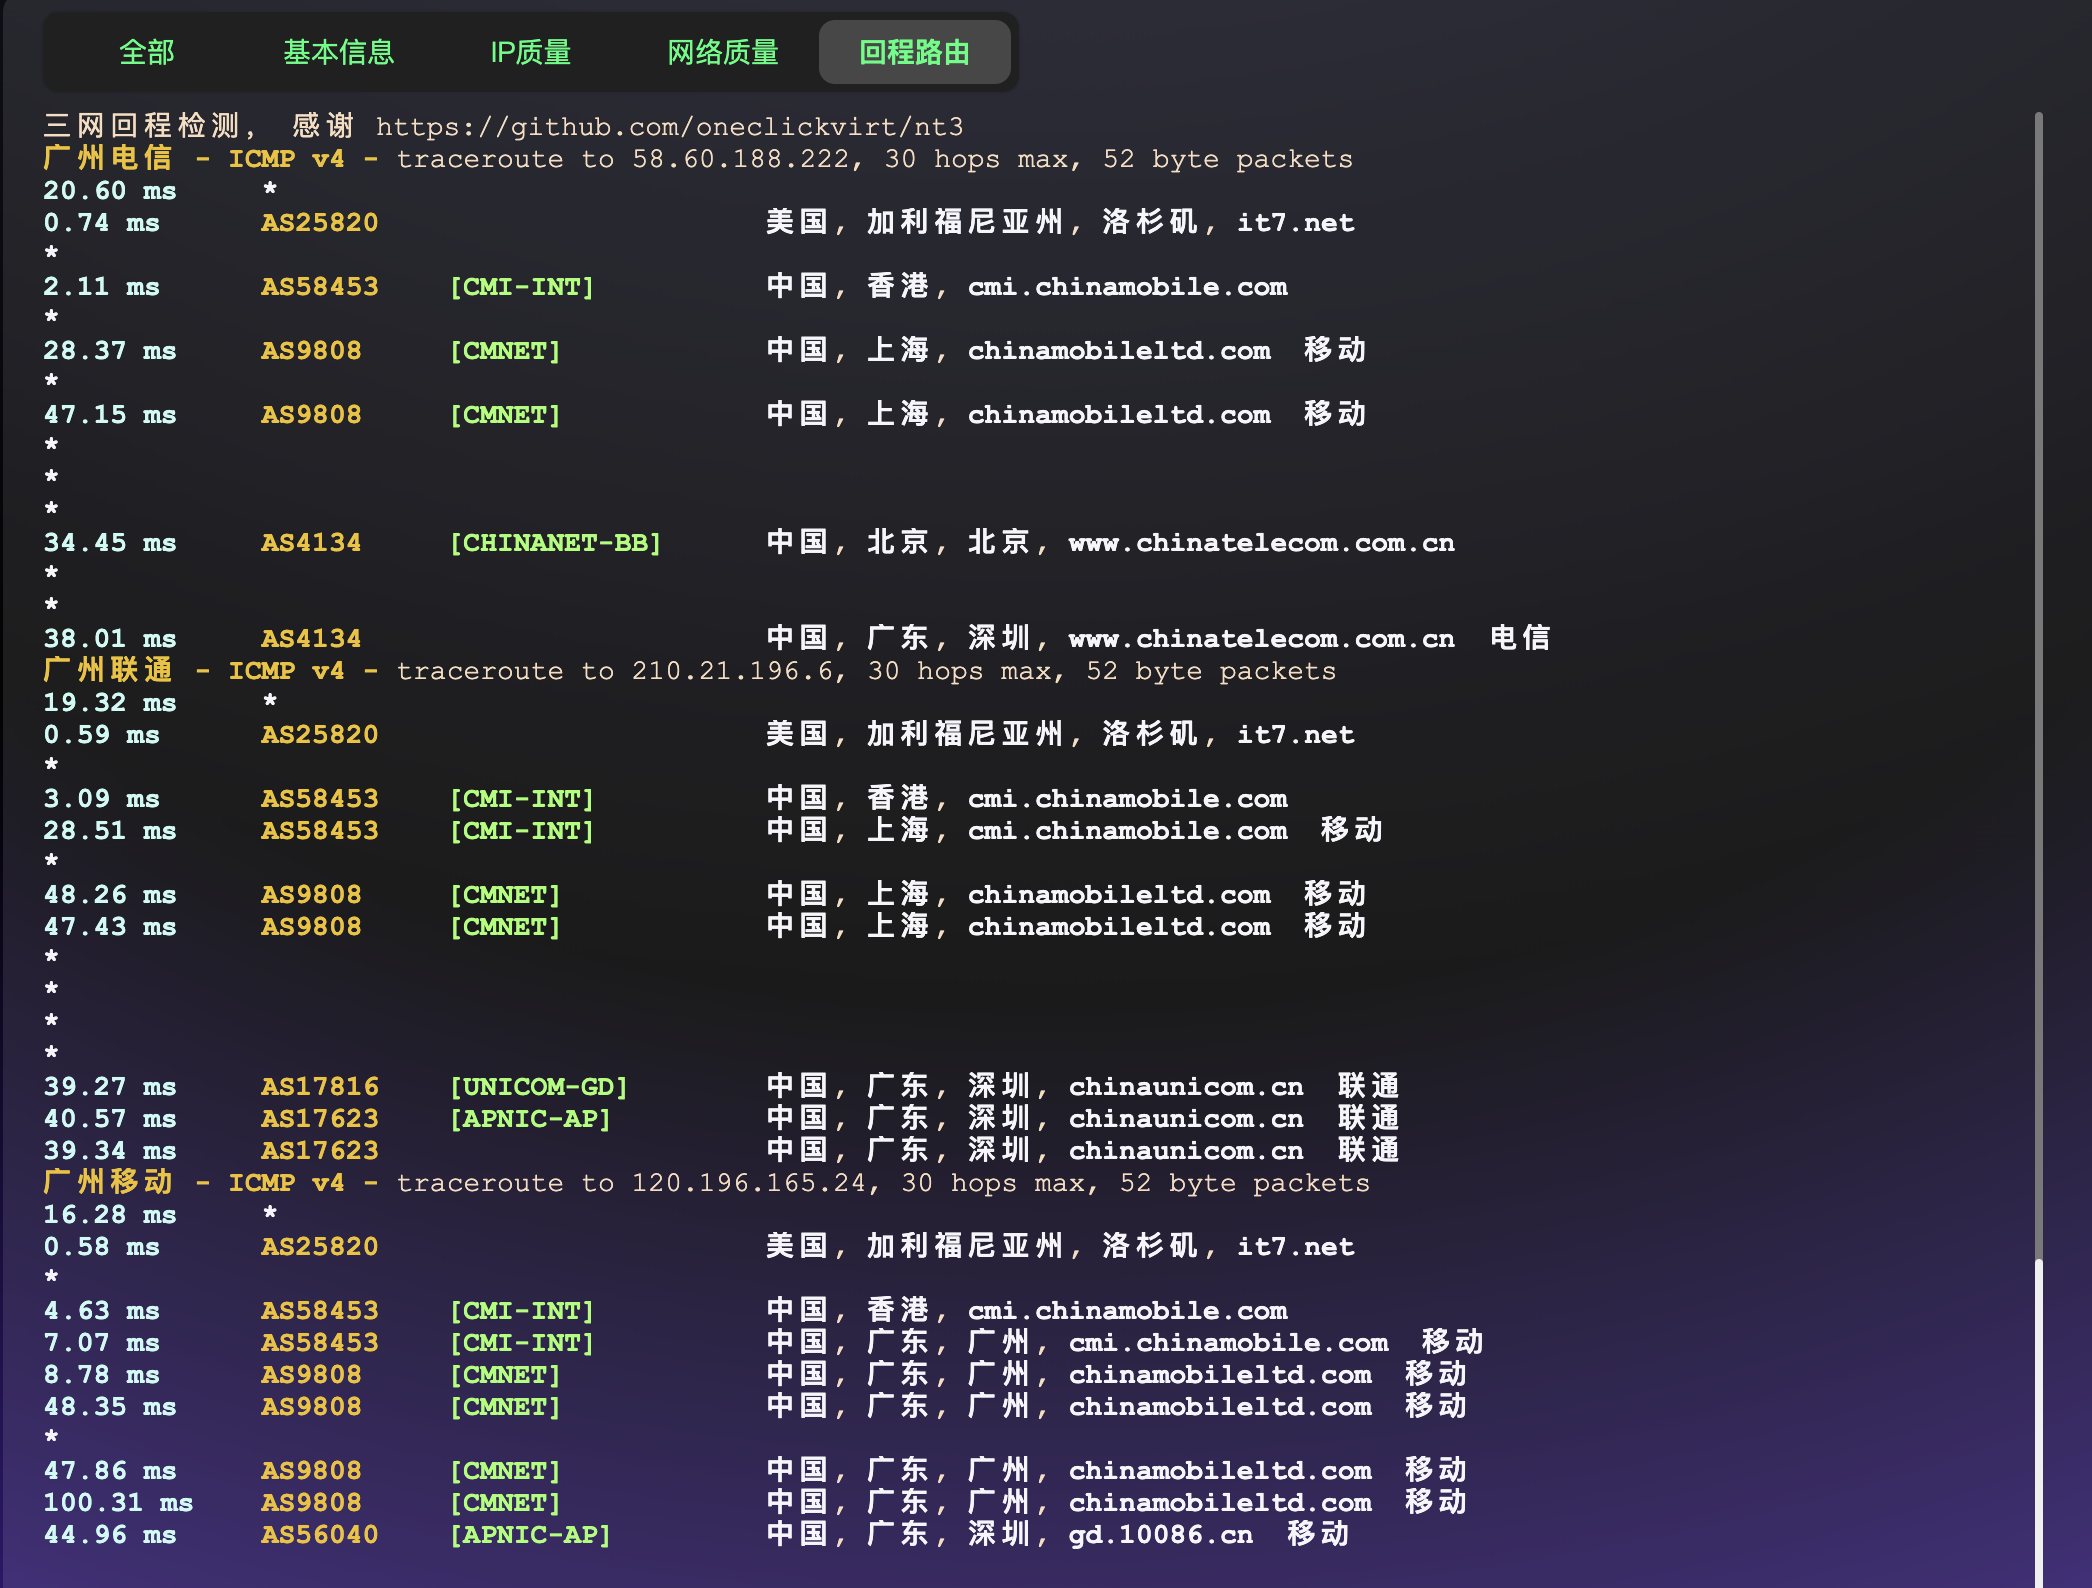 全部 基本信息 IP质量 网络质量 回程路由
三网回程检测， 感谢 https://github.com/oneclickvirt/nt3
广州电信 - ICMP v4 - traceroute to 58.60.188.222, 30 hops max, 52 byte packets
20.60 ms *
0.74 ms AS25820 美国, 加利福尼亚州, 洛杉矶, it7.net
*
2.11 ms AS58453 [CMI-INT] 中国, 香港, cmi.chinamobile.com
*
28.37 ms AS9808 [CMNET] 中国, 上海, chinamobileltd.com 移动
*
47.15 ms AS9808 [CMNET] 中国, 上海, chinamobileltd.com 移动
*
*
*
34.45 ms AS4134 [CHINANET-BB] 中国, 北京, 北京, www.chinatelecom.com.cn
*
*
38.01 ms AS4134 中国, 广东, 深圳, www.chinatelecom.com.cn 电信
广州联通 - ICMP v4 - traceroute to 210.21.196.6, 30 hops max, 52 byte packets
19.32 ms *
0.59 ms AS25820 美国, 加利福尼亚州, 洛杉矶, it7.net
*
3.09 ms AS58453 [CMI-INT] 中国, 香港, cmi.chinamobile.com
28.51 ms AS58453 [CMI-INT] 中国, 上海, cmi.chinamobile.com 移动
*
48.26 ms AS9808 [CMNET] 中国, 上海, chinamobileltd.com 移动
47.43 ms AS9808 [CMNET] 中国, 上海, chinamobileltd.com 移动
*
*
*
*
39.27 ms AS17816 [UNICOM-GD] 中国, 广东, 深圳, chinaunicom.cn 联通
40.57 ms AS17623 [APNIC-AP] 中国, 广东, 深圳, chinaunicom.cn 联通
39.34 ms AS17623 中国, 广东, 深圳, chinaunicom.cn 联通
广州移动 - ICMP v4 - traceroute to 120.196.165.24, 30 hops max, 52 byte packets
16.28 ms *
0.58 ms AS25820 美国, 加利福尼亚州, 洛杉矶, it7.net
*
4.63 ms AS58453 [CMI-INT] 中国, 香港, cmi.chinamobile.com
7.07 ms AS58453 [CMI-INT] 中国, 广东, 广州, cmi.chinamobile.com 移动
8.78 ms AS9808 [CMNET] 中国, 广东, 广州, chinamobileltd.com 移动
48.35 ms AS9808 [CMNET] 中国, 广东, 广州, chinamobileltd.com 移动
*
47.86 ms AS9808 [CMNET] 中国, 广东, 广州, chinamobileltd.com 移动
100.31 ms AS9808 [CMNET] 中国, 广东, 广州, chinamobileltd.com 移动
44.96 ms AS56040 [APNIC-AP] 中国, 广东, 深圳, gd.10086.cn 移动